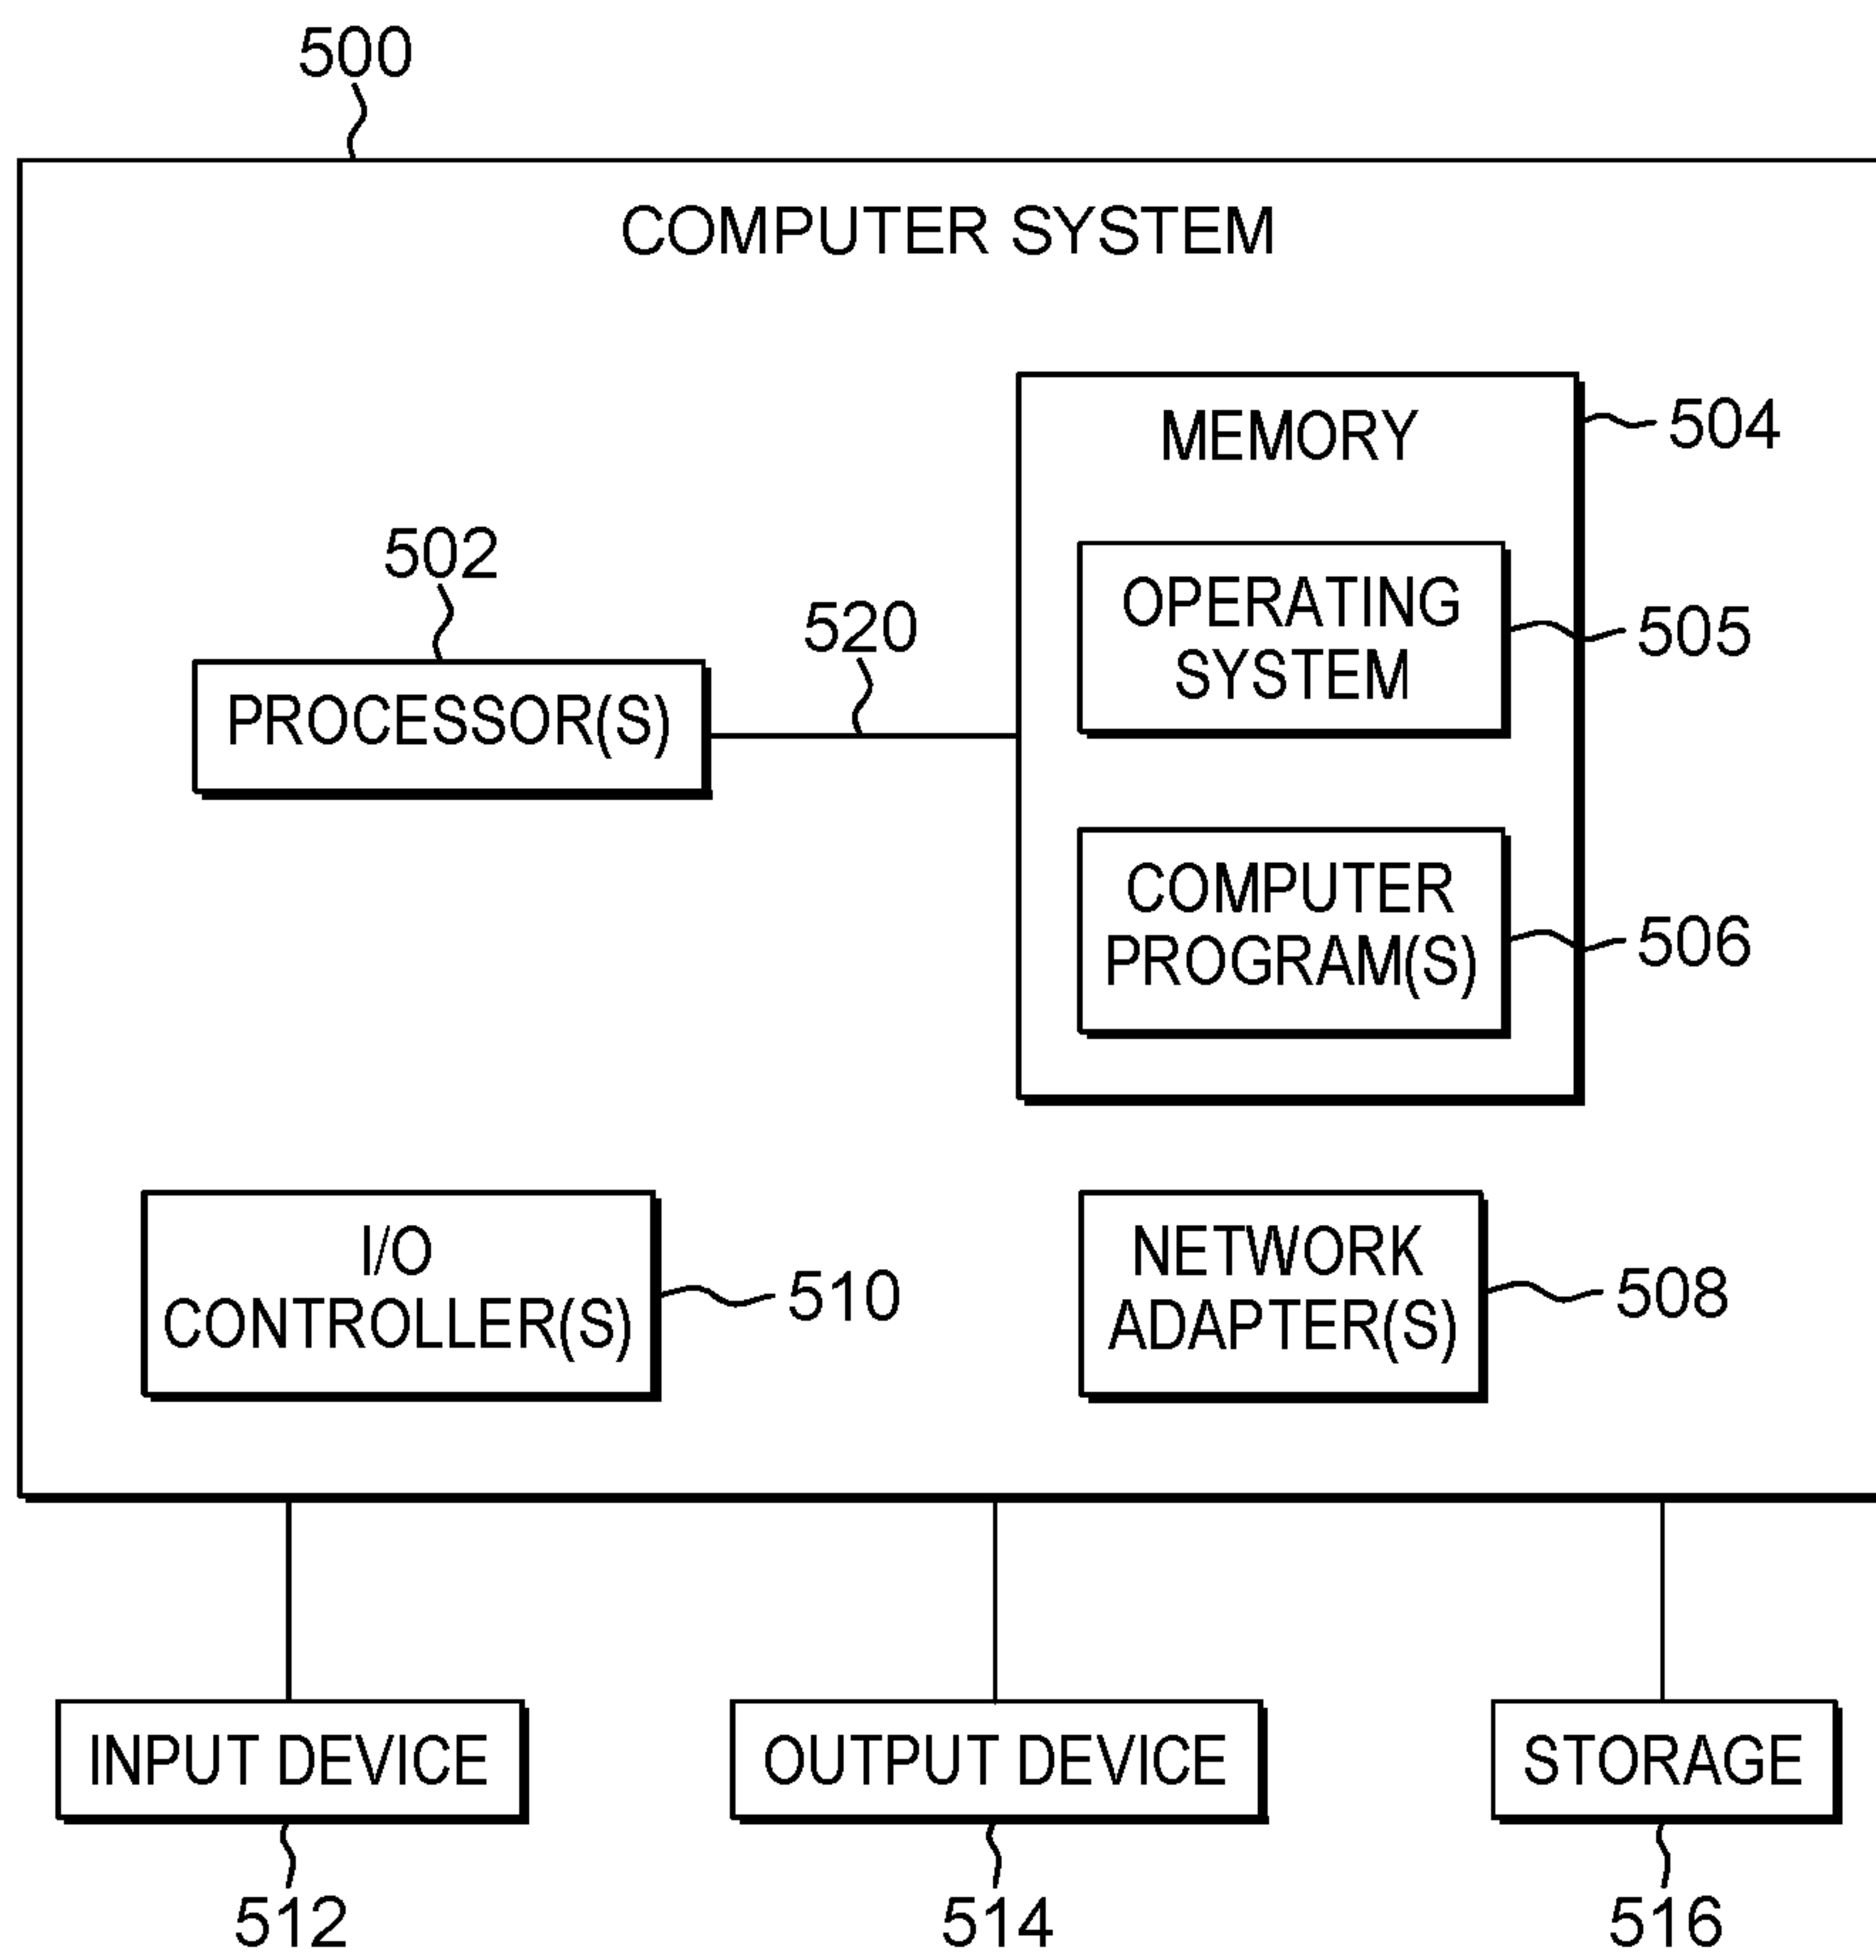 500
COMPUTER SYSTEM
MEMORY
504
502
OPERATING
SYSTEM
505
520
PROCESSOR(S)
COMPUTER
PROGRAM(S)
506
I/O
CONTROLLER(S)
510
NETWORK
ADAPTER(S)
508
INPUT DEVICE
OUTPUT DEVICE
STORAGE
512
514
516